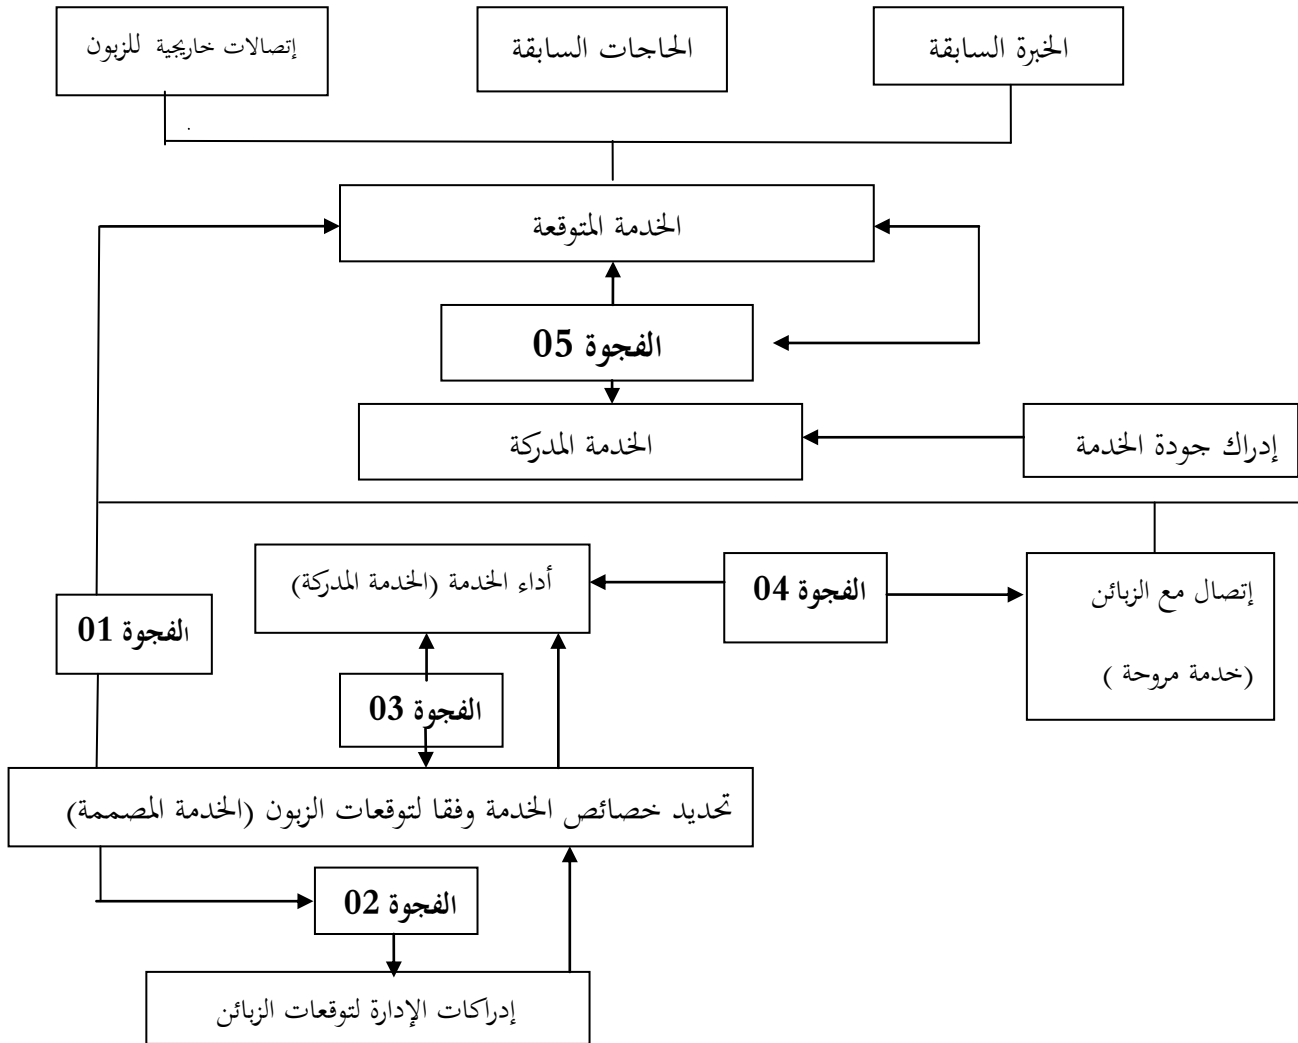 الخبرة السابقة
الحاجات السابقة
إتصالات خاريجية للزبون
الخدمة المتوقعة
الفجوة 05
الخدمة المدركة
إدراك جودة الخدمة
أداء الخدمة (الخدمة المدركة)
الفجوة 04
إتصال مع الزبائن
(خدمة مروحة )
الفجوة 01
الفجوة 03
تحديد خصائص الخدمة وفقا لتوقعات الزبون (الخدمة المصممة)
الفجوة 02
إدراكات الإدارة لتوقعات الزبائن